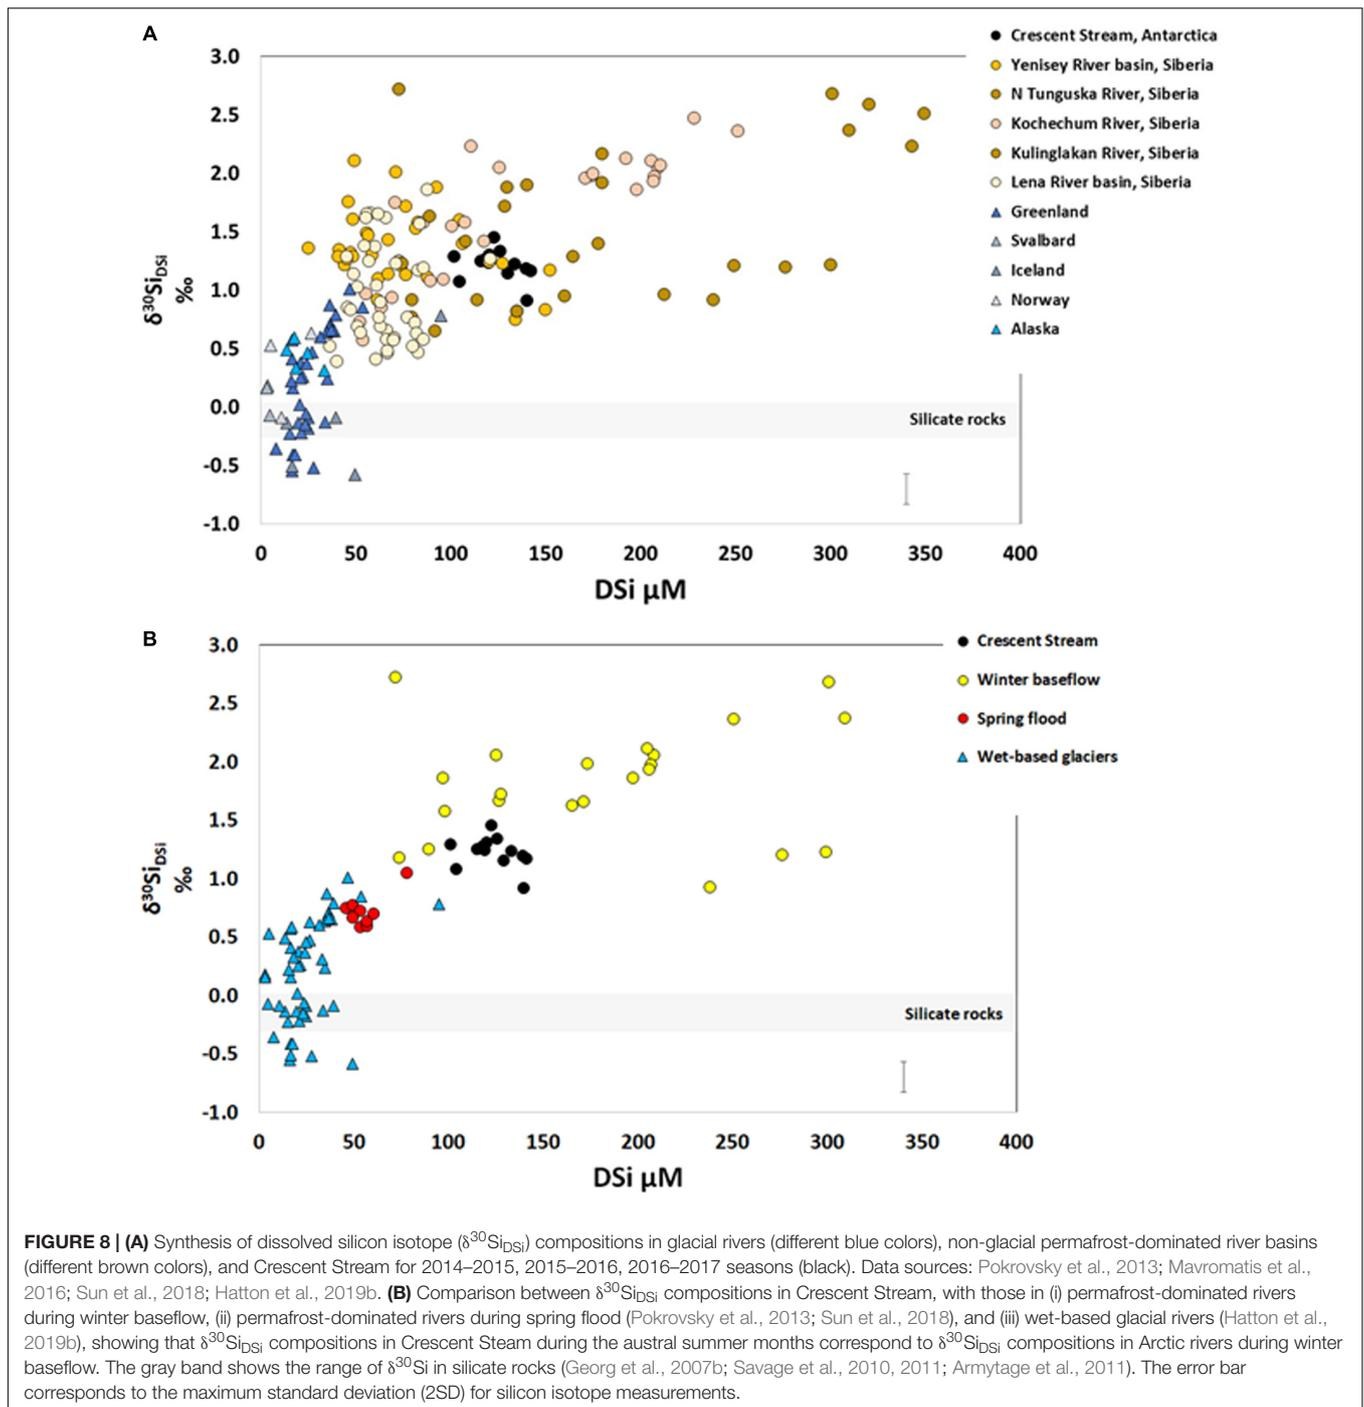 A
3.0
2.5
2.0
1.5
1.0
0.5
0.0
-0.5
-1.0
δ³⁰Si_DSi
‰
0 50 100 150 200 250 300 350 400
DSi µM
Silicate rocks
Crescent Stream, Antarctica
Yenisey River basin, Siberia
N Tunguska River, Siberia
Kochechum River, Siberia
Kulinglakan River, Siberia
Lena River basin, Siberia
Greenland
Svalbard
Iceland
Norway
Alaska
B
3.0
2.5
2.0
1.5
1.0
0.5
0.0
-0.5
-1.0
δ³⁰Si_DSi
‰
0 50 100 150 200 250 300 350 400
DSi µM
Silicate rocks
Crescent Stream
Winter baseflow
Spring flood
Wet-based glaciers
FIGURE 8 | (A) Synthesis of dissolved silicon isotope (δ³⁰Si_DSi) compositions in glacial rivers (different blue colors), non-glacial permafrost-dominated river basins
(different brown colors), and Crescent Stream for 2014–2015, 2015–2016, 2016–2017 seasons (black). Data sources: Pokrovsky et al., 2013; Mavromatis et al.,
2016; Sun et al., 2018; Hatton et al., 2019b. (B) Comparison between δ³⁰Si_DSi compositions in Crescent Stream, with those in (i) permafrost-dominated rivers
during winter baseflow, (ii) permafrost-dominated rivers during spring flood (Pokrovsky et al., 2013; Sun et al., 2018), and (iii) wet-based glacial rivers (Hatton et al.,
2019b), showing that δ³⁰Si_DSi compositions in Crescent Steam during the austral summer months correspond to δ³⁰Si_DSi compositions in Arctic rivers during winter
baseflow. The gray band shows the range of δ³⁰Si in silicate rocks (Georg et al., 2007b; Savage et al., 2010, 2011; Armytage et al., 2011). The error bar
corresponds to the maximum standard deviation (2SD) for silicon isotope measurements.